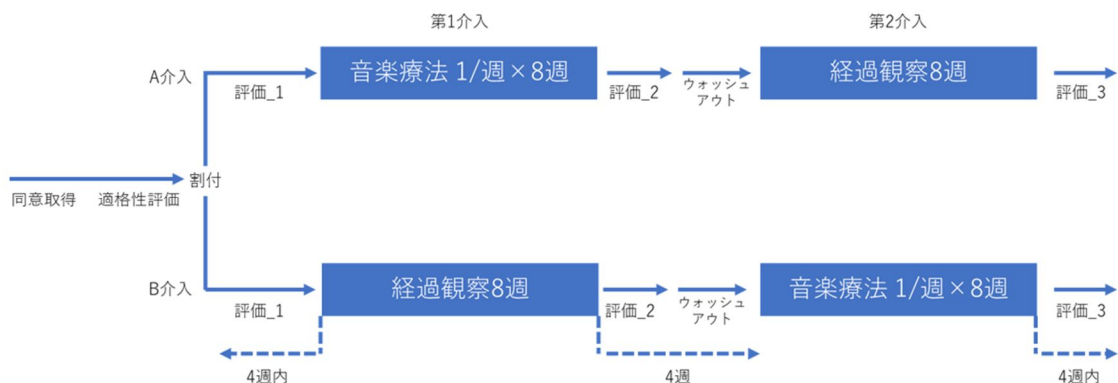 第1介入
第2介入
A介入
評価_1
音楽療法 1/週×8週
評価_2
ウォッシュ
アウト
経過観察8週
評価_3
同意取得
適格性評価
割付
B介入
評価_1
経過観察8週
評価_2
ウォッシュ
アウト
音楽療法 1/週×8週
評価_3
4週内
4週
4週内